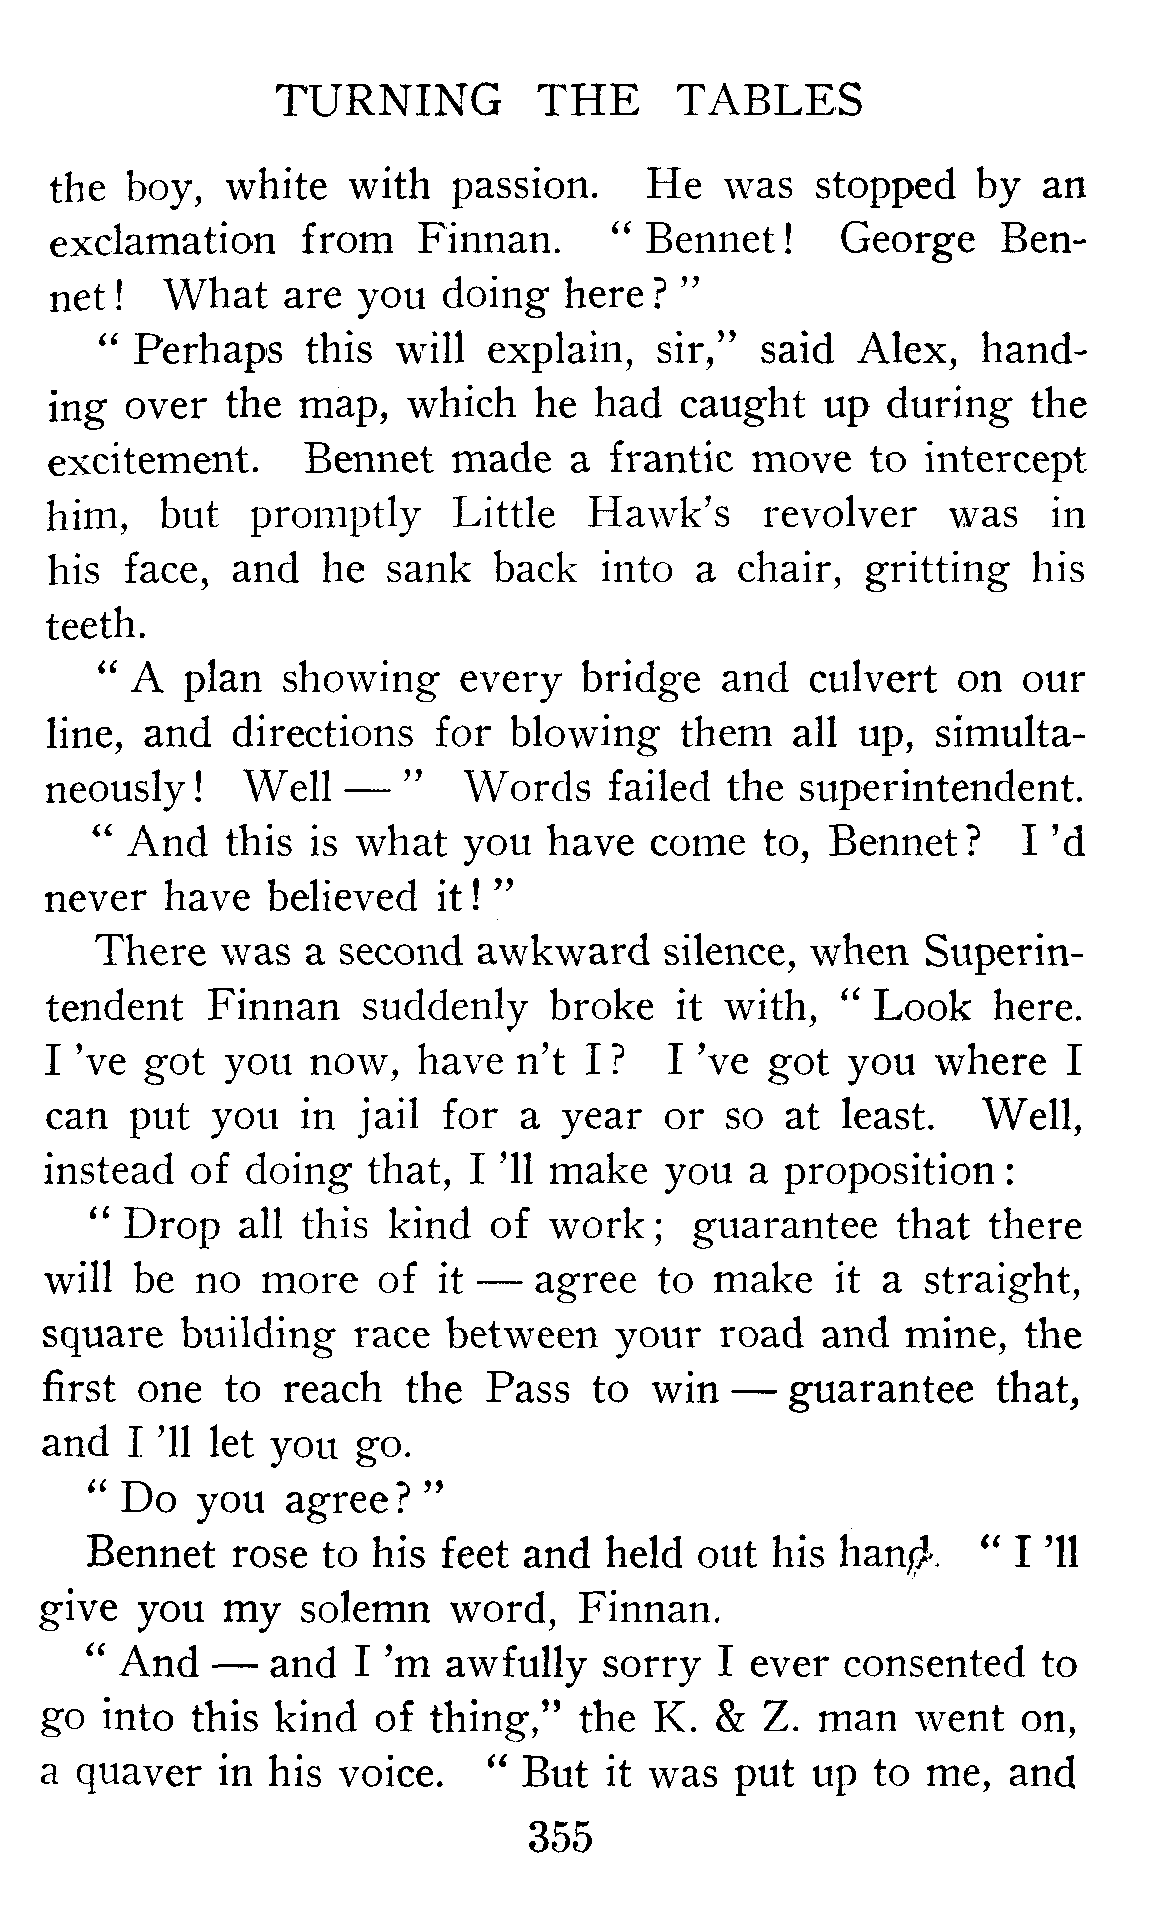 TURNING THE TABLES
the boy, white with passion. He was stopped by an
exclamation from Finnan. " Bennet! George Ben-
net! What are you doing here? "
" Perhaps this will explain, sir," said Alex, hand-
ing over the map, which he had caught up during the
excitement. Bennet made a frantic move to intercept
him, but promptly Little Hawk's revolver was in
his face, and he sank back into a chair, gritting his
teeth.
" A plan showing every bridge and culvert on our
line, and directions for blowing them all up, simulta-
neously! Well — " Words failed the superintendent.
" And this is what you have come to, Bennet? I 'd
never have believed it! "
There was a second awkward silence, when Superin-
tendent Finnan suddenly broke it with, " Look here.
I 've got you now, have n't I? I 've got you where I
can put you in jail for a year or so at least. Well,
instead of doing that, I 'll make you a proposition:
" Drop all this kind of work; guarantee that there
will be no more of it — agree to make it a straight,
square building race between your road and mine, the
first one to reach the Pass to win — guarantee that,
and I 'll let you go.
" Do you agree? "
Bennet rose to his feet and held out his hand. " I 'll
give you my solemn word, Finnan.
" And — and I 'm awfully sorry I ever consented to
go into this kind of thing," the K. & Z. man went on,
a quaver in his voice. " But it was put up to me, and
355